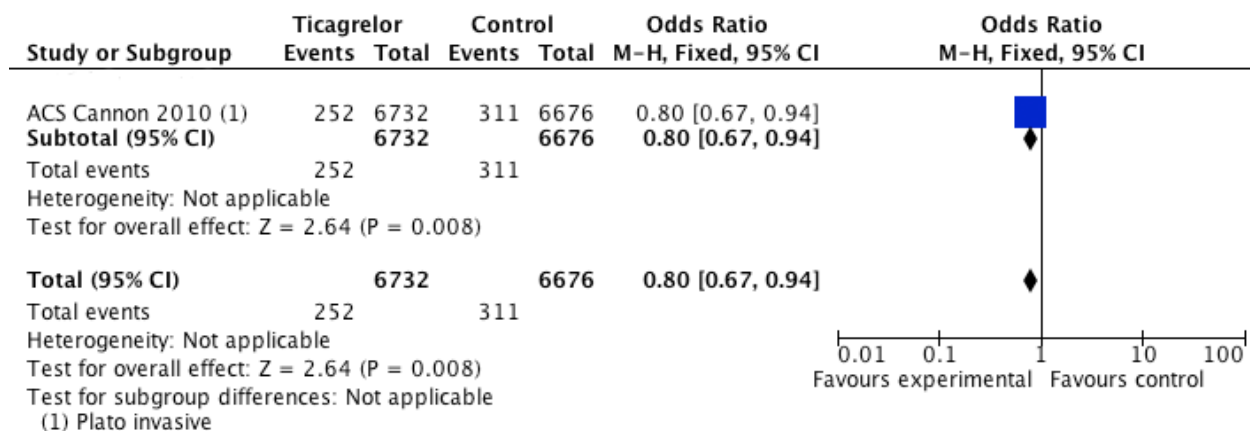 Ticagrelor Control Odds Ratio Odds Ratio
Study or Subgroup Events Total Events Total M-H, Fixed, 95% CI M-H, Fixed, 95% CI
ACS Cannon 2010 (1) 252 6732 311 6676 0.80 [0.67, 0.94]
Subtotal (95% CI) 6732 6676 0.80 [0.67, 0.94]
Total events 252 311
Heterogeneity: Not applicable
Test for overall effect: Z = 2.64 (P = 0.008)
Total (95% CI) 6732 6676 0.80 [0.67, 0.94]
Total events 252 311
Heterogeneity: Not applicable
Test for overall effect: Z = 2.64 (P = 0.008)
Test for subgroup differences: Not applicable
(1) Plato invasive
0.01 0.1 1 10 100
Favours experimental Favours control